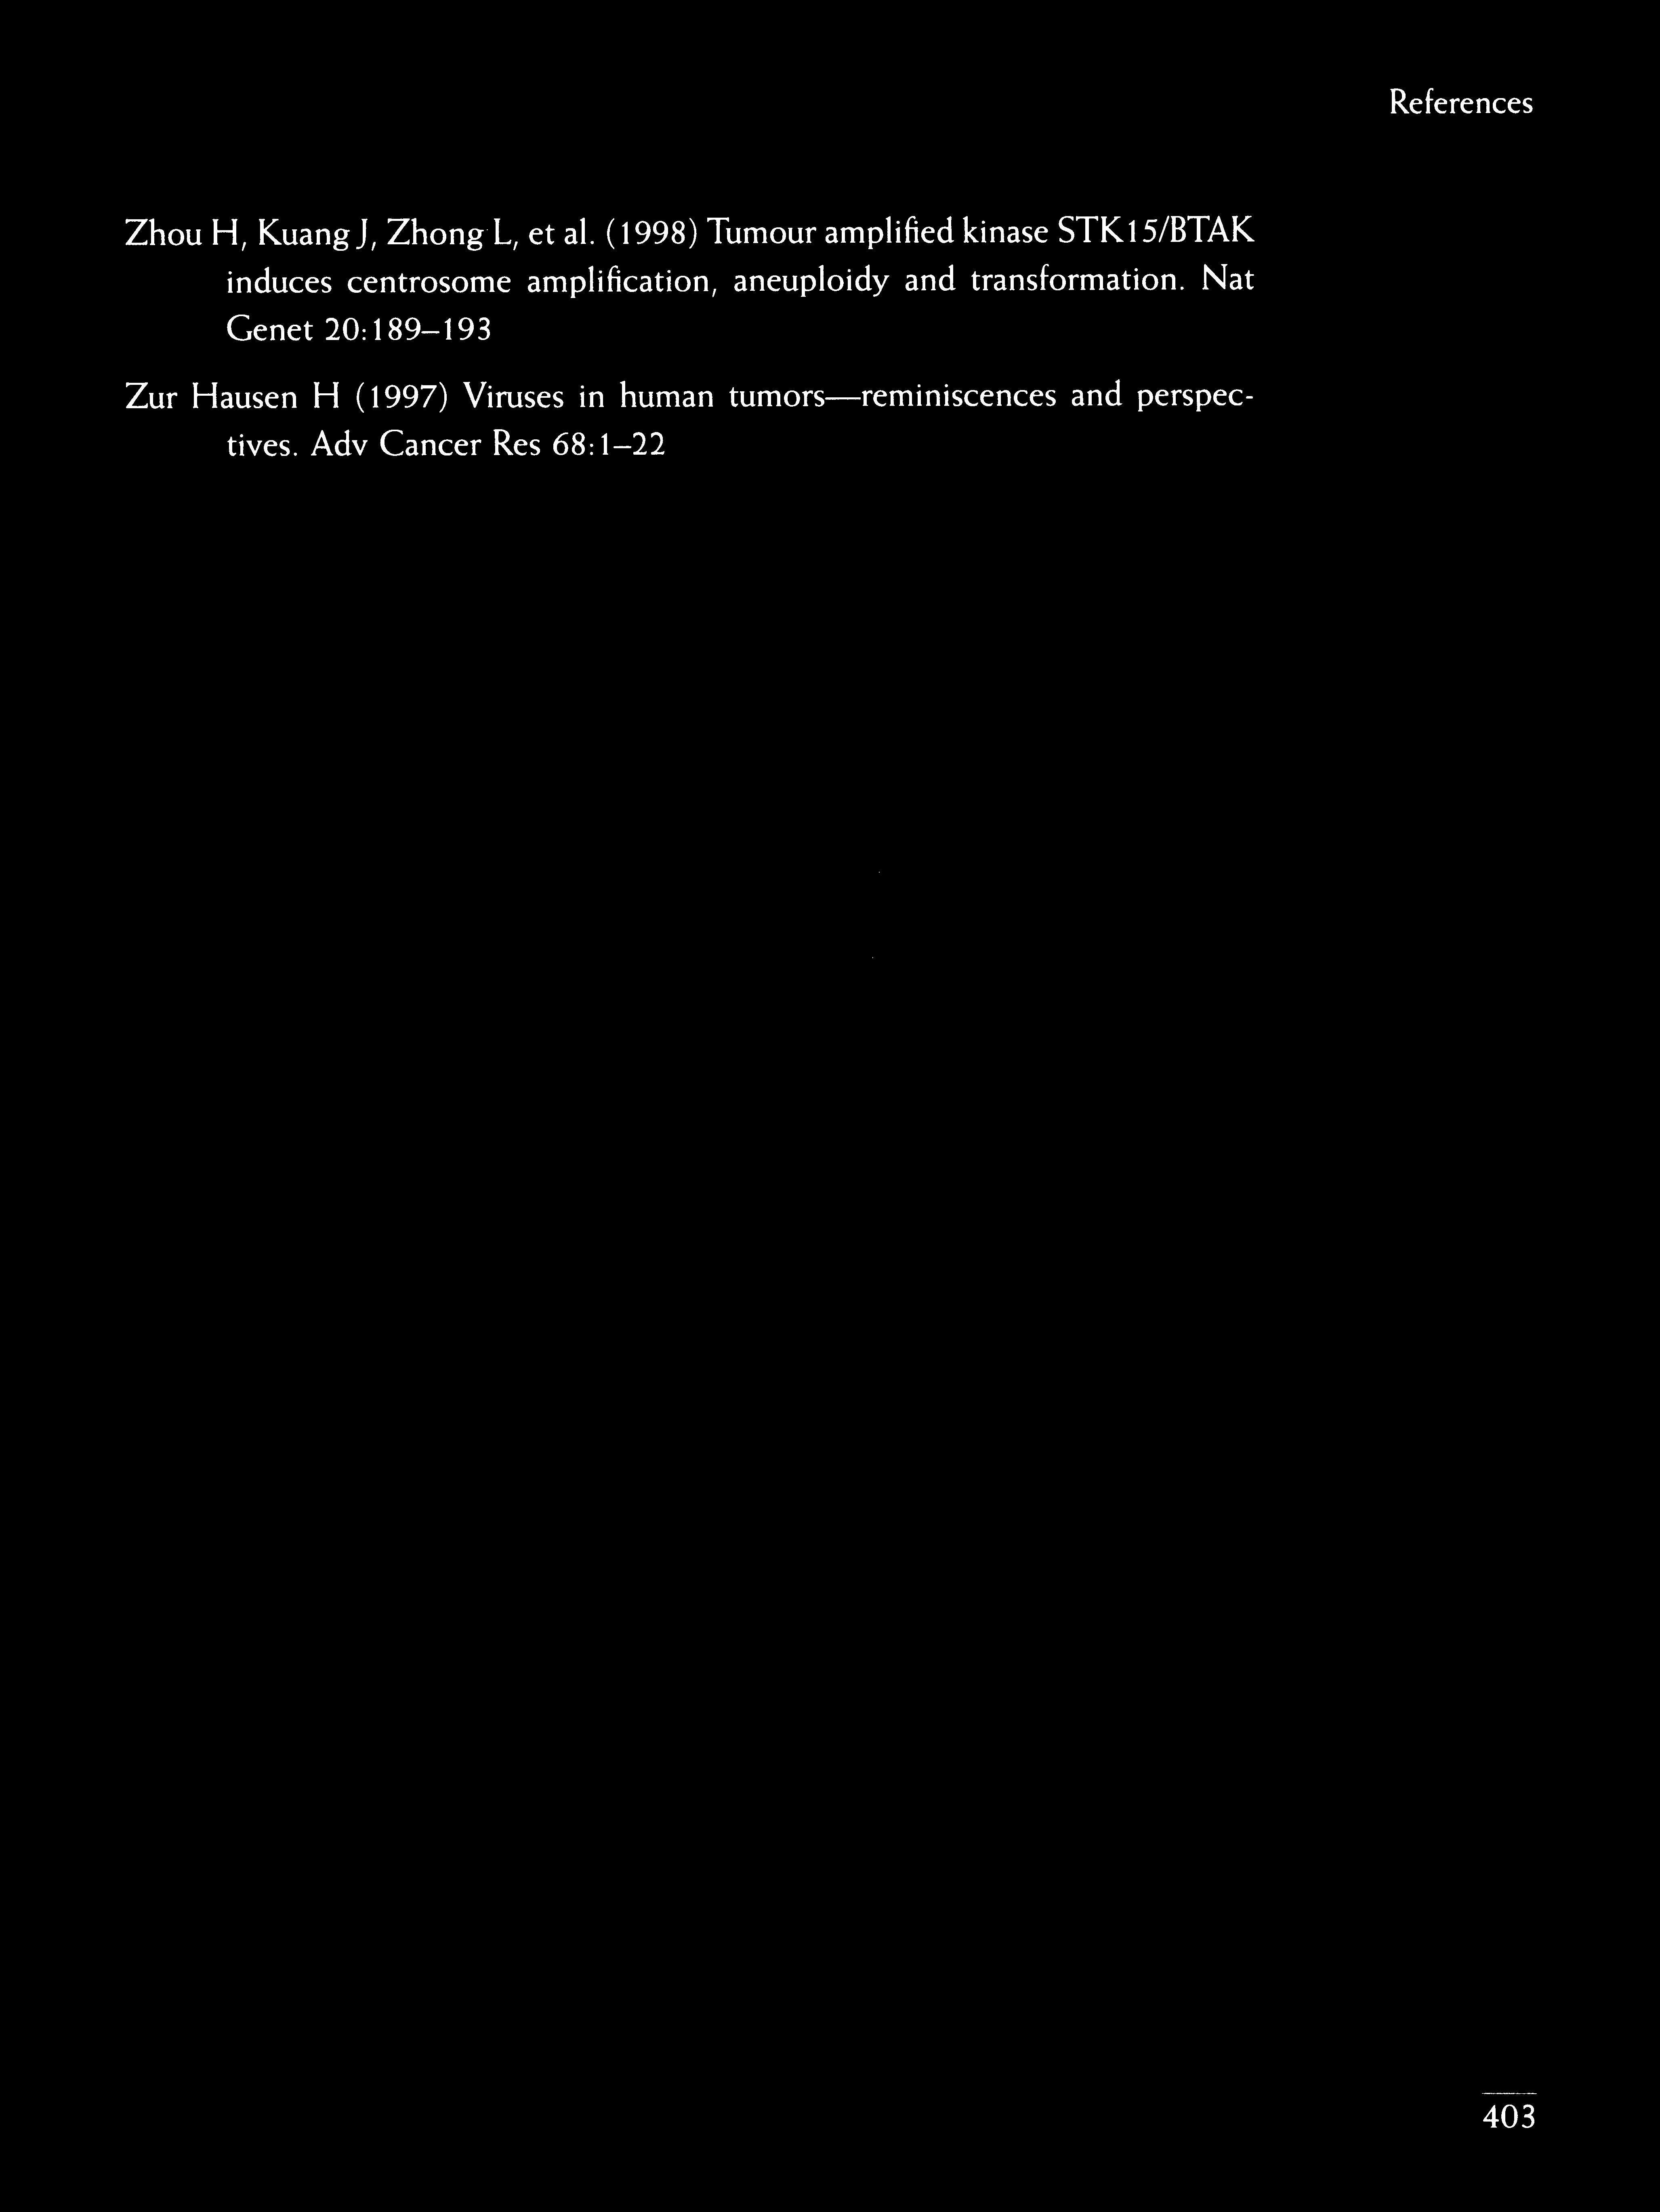 References
Zhou H, Kuang J, Zhong L, et al. (1998) Tumour amplified kinase STK15/BTAK
induces centrosome amplification, aneuploidy and transformation. Nat
Genet 20:189–193
Zur Hausen H (1997) Viruses in human tumors—reminiscences and perspec-
tives. Adv Cancer Res 68:1–22
403